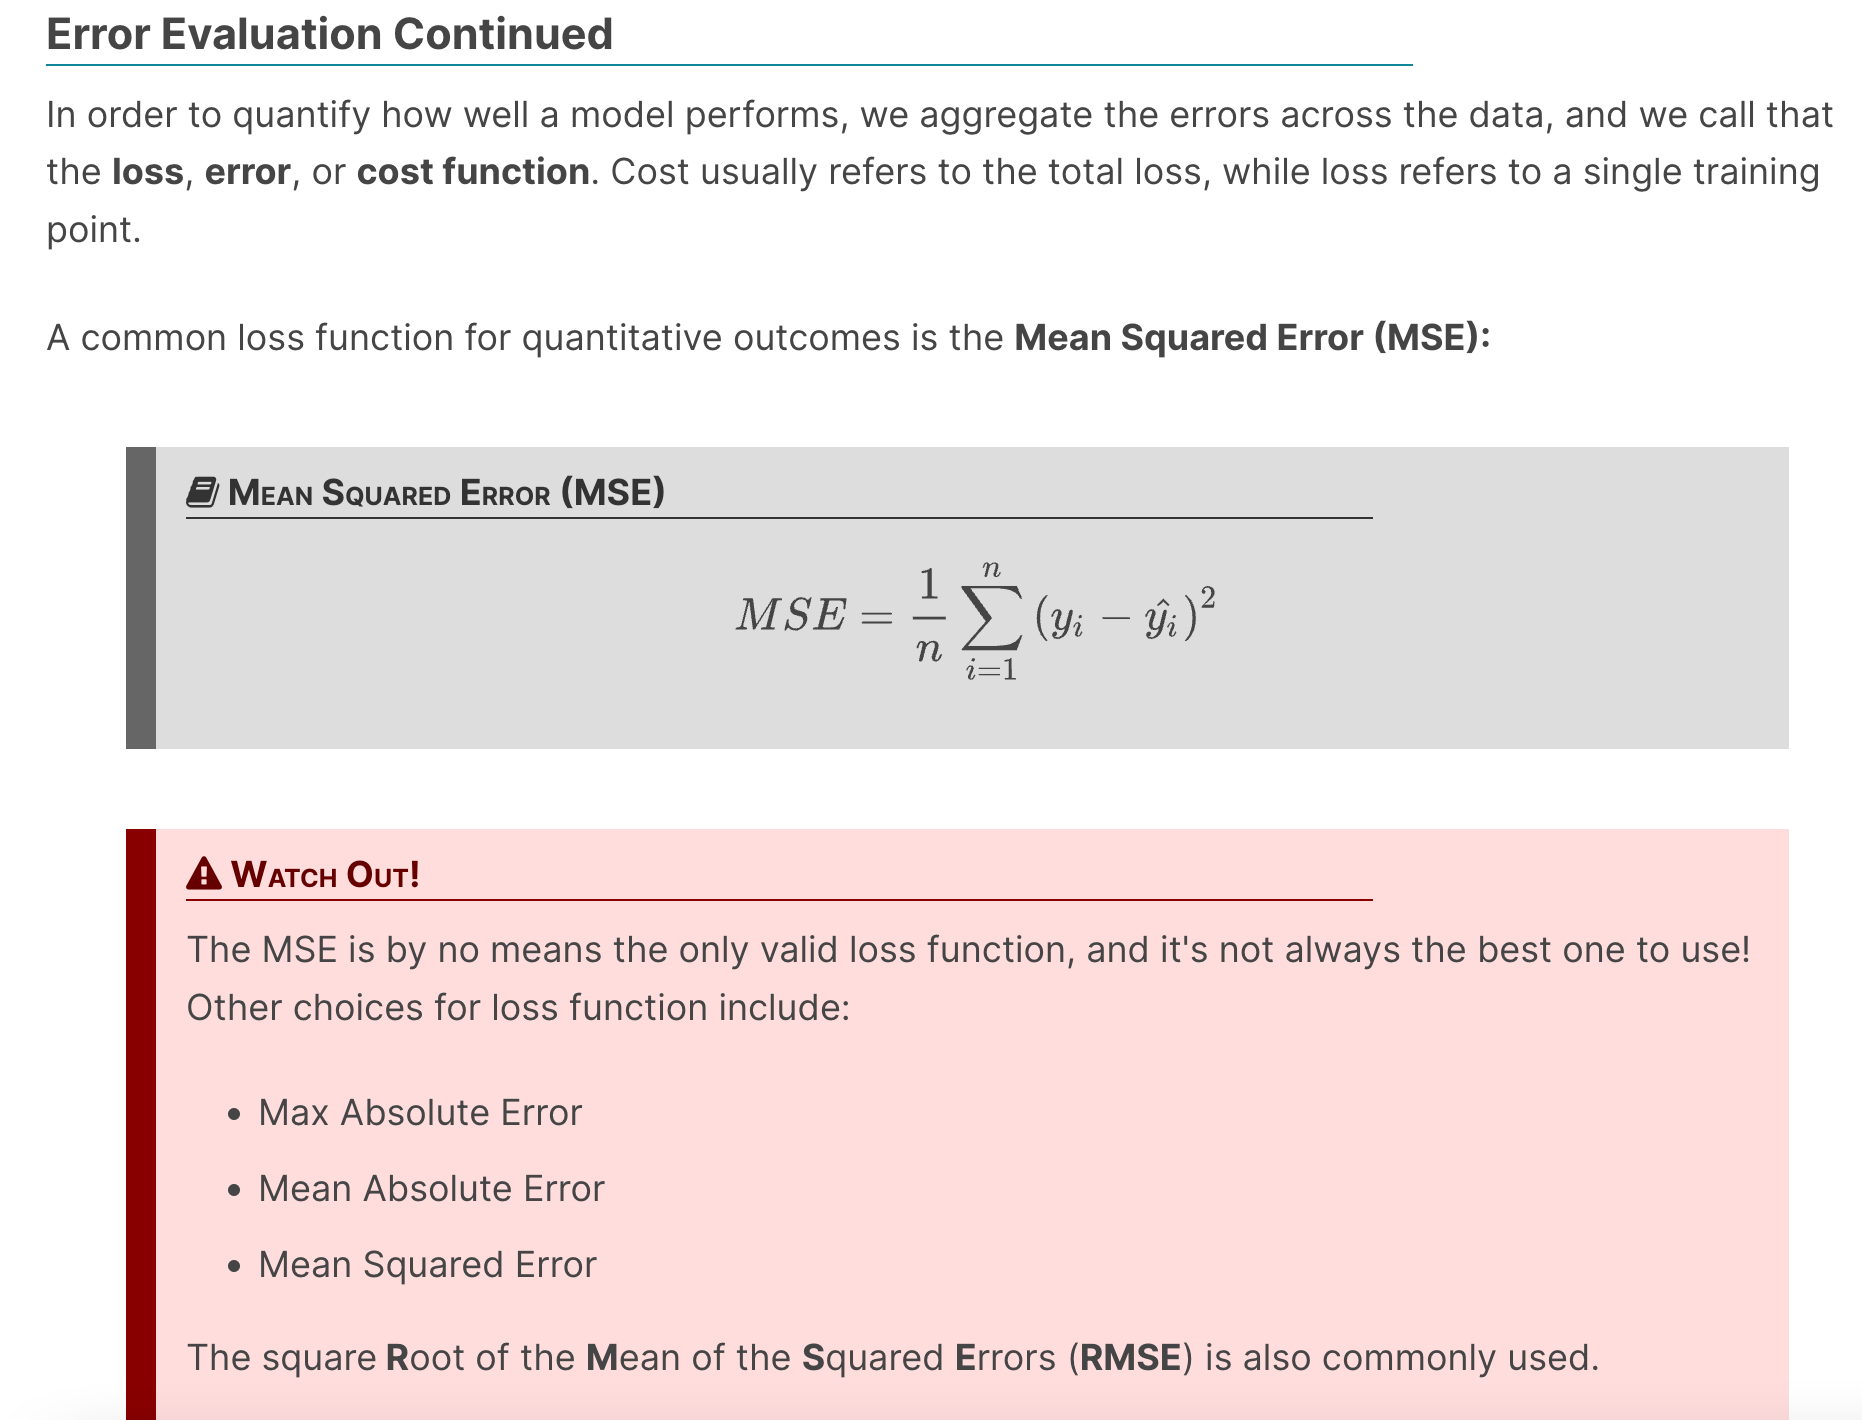 Error Evaluation Continued
In order to quantify how well a model performs, we aggregate the errors across the data, and we call that
the loss, error, or cost function. Cost usually refers to the total loss, while loss refers to a single training
point.
A common loss function for quantitative outcomes is the Mean Squared Error (MSE):
Mean Squared Error (MSE)
MSE = \frac{1}{n} \sum_{i=1}^{n} (y_i - \hat{y}_i)^2
Watch Out!
The MSE is by no means the only valid loss function, and it's not always the best one to use!
Other choices for loss function include:
• Max Absolute Error
• Mean Absolute Error
• Mean Squared Error
The square Root of the Mean of the Squared Errors (RMSE) is also commonly used.